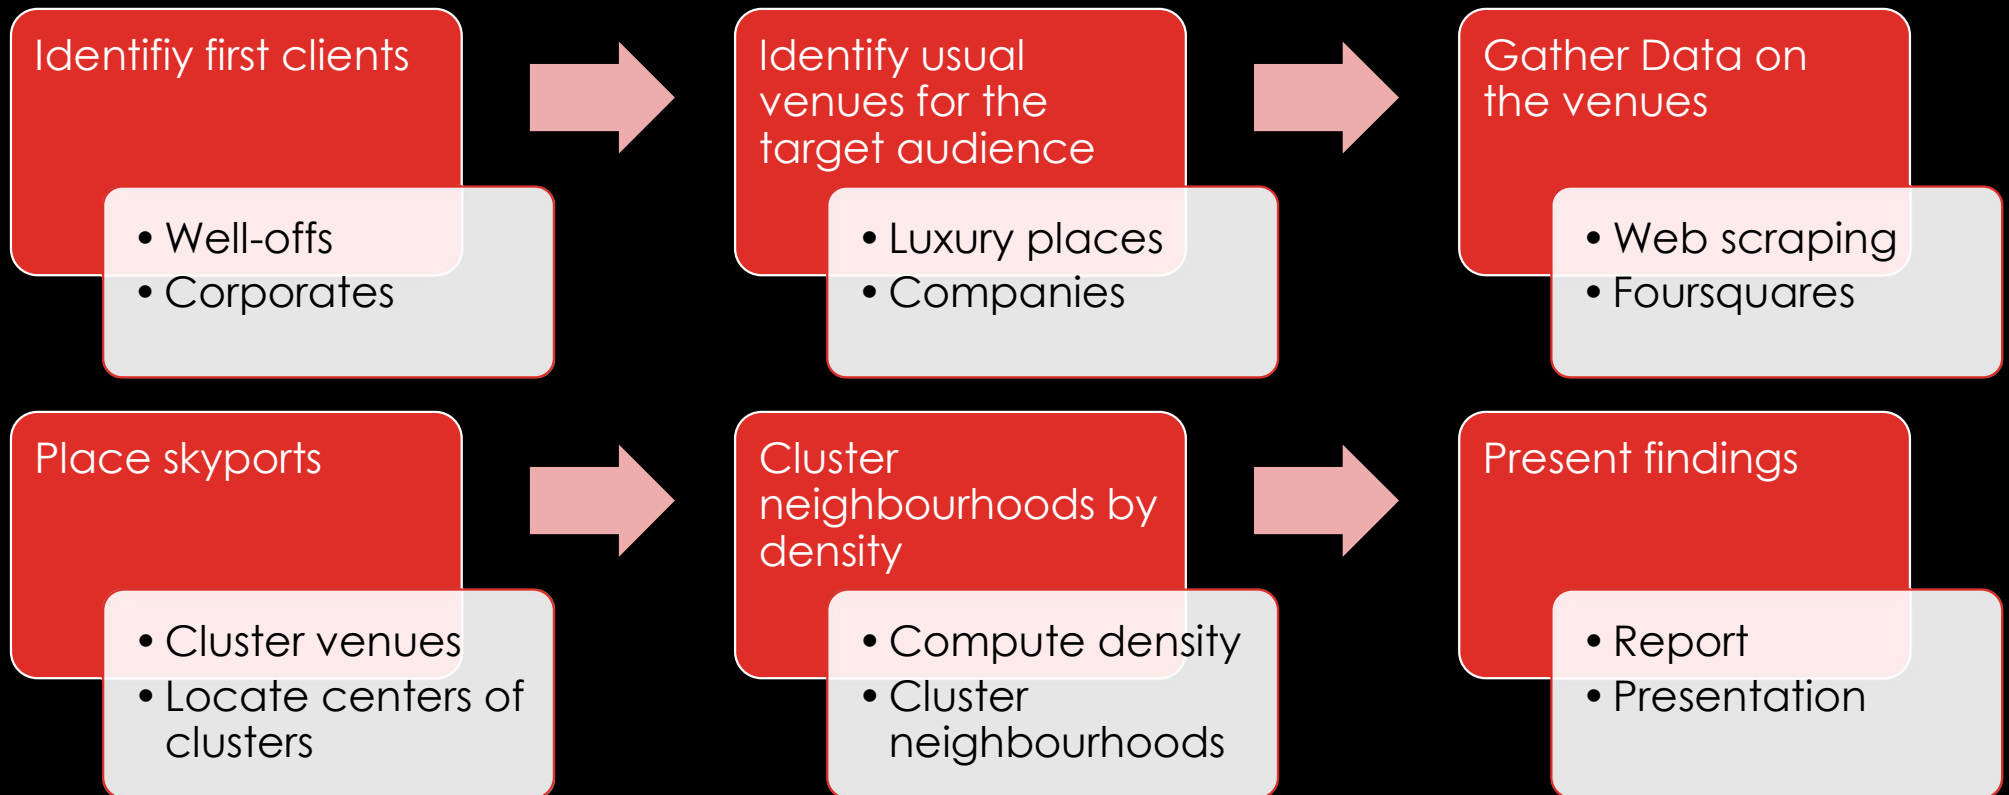 Identifiy first clients
• Well-offs
• Corporates
Identify usual
venues for the
target audience
• Luxury places
• Companies
Gather Data on
the venues
• Web scraping
• Foursquares
Place skyports
• Cluster venues
• Locate centers of
clusters
Cluster
neighbourhoods by
density
• Compute density
• Cluster
neighbourhoods
Present findings
• Report
• Presentation